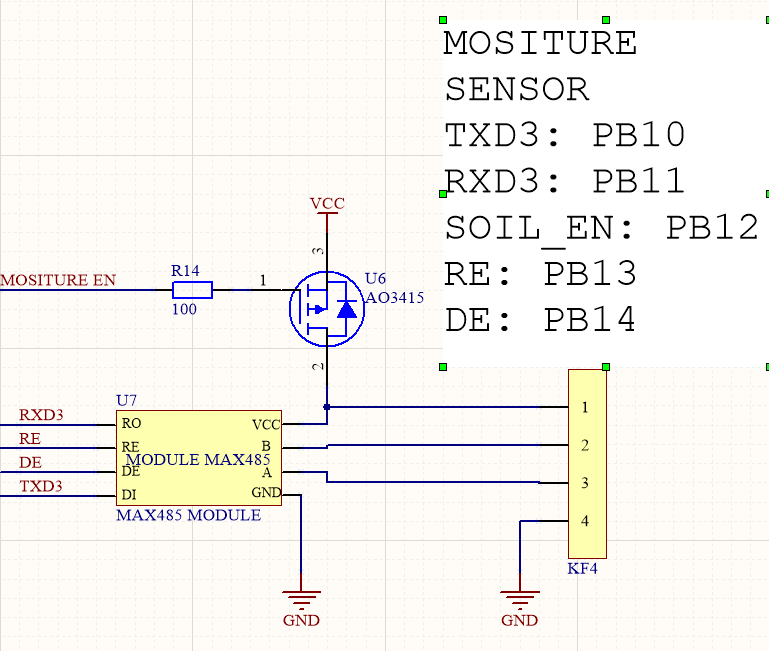 MOSITURE
SENSOR
TXD3: PB10
RXD3: PB11
SOIL_EN: PB12
RE: PB13
DE: PB14
VCC
3
MOSITURE EN
R14
100
1
U6
AO3415
2
U7
RXD3
RE
DE
TXD3
RO
RE
DE
DI
MODULE MAX485
VCC
B
A
GND
MAX485 MODULE
1
2
3
4
KF4
GND
GND